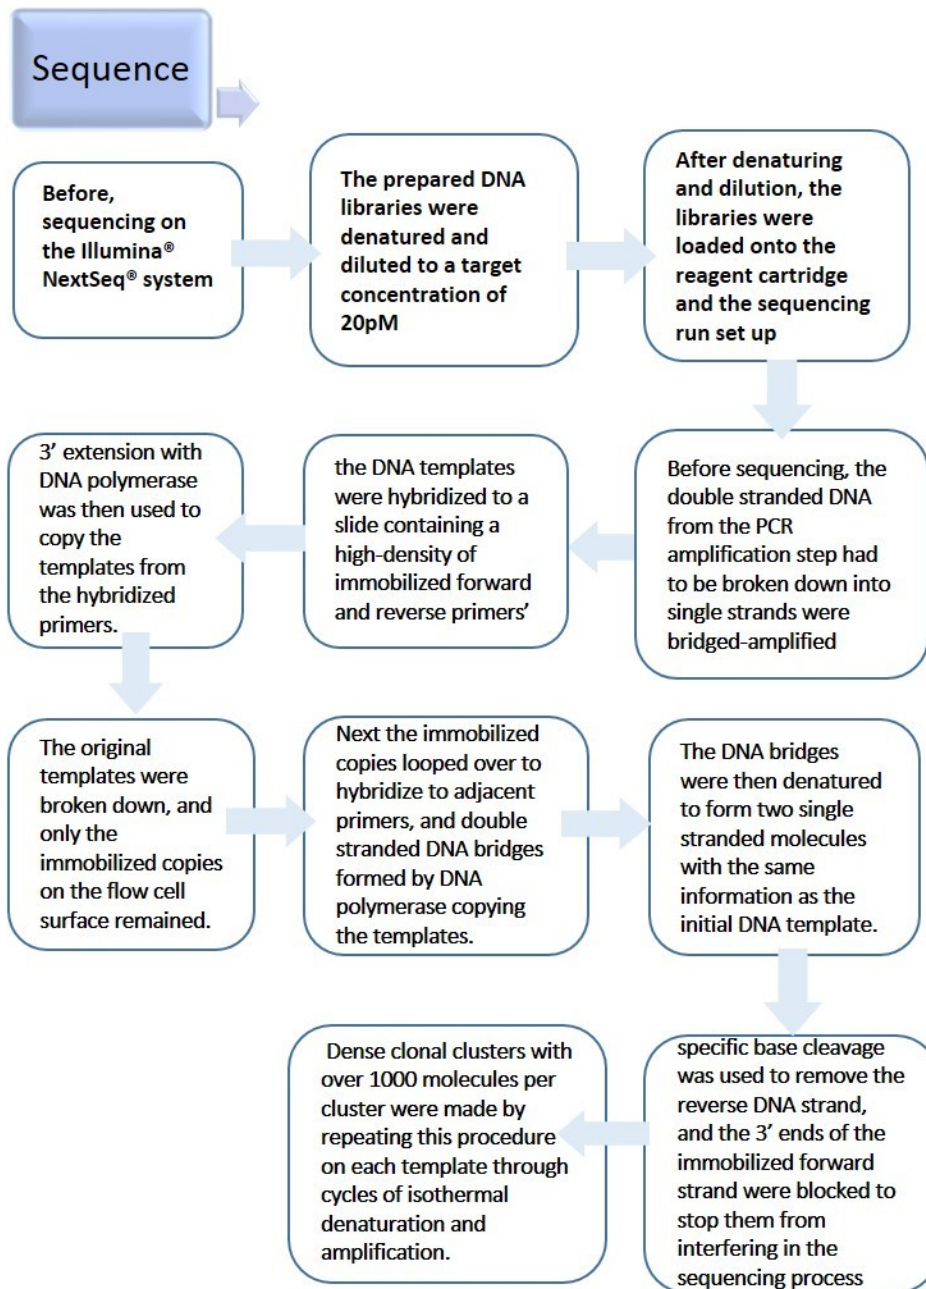 Sequence
Before,
sequencing on
the Illumina®
NextSeq® system
The prepared DNA
libraries were
denatured and
diluted to a target
concentration of
20pM
After denaturing
and dilution, the
libraries were
loaded onto the
reagent cartridge
and the sequencing
run set up
Before sequencing, the
double stranded DNA
from the PCR
amplification step had
to be broken down into
single strands were
bridged-amplified
the DNA templates
were hybridized to a
slide containing a
high-density of
immobilized forward
and reverse primers’
3’ extension with
DNA polymerase
was then used to
copy the
templates from
the hybridized
primers.
The original
templates were
broken down, and
only the
immobilized copies
on the flow cell
surface remained.
Next the immobilized
copies looped over to
hybridize to adjacent
primers, and double
stranded DNA bridges
formed by DNA
polymerase copying
the templates.
The DNA bridges
were then denatured
to form two single
stranded molecules
with the same
information as the
initial DNA template.
specific base cleavage
was used to remove the
reverse DNA strand,
and the 3’ ends of the
immobilized forward
strand were blocked to
stop them from
interfering in the
sequencing process
Dense clonal clusters with
over 1000 molecules per
cluster were made by
repeating this procedure
on each template through
cycles of isothermal
denaturation and
amplification.